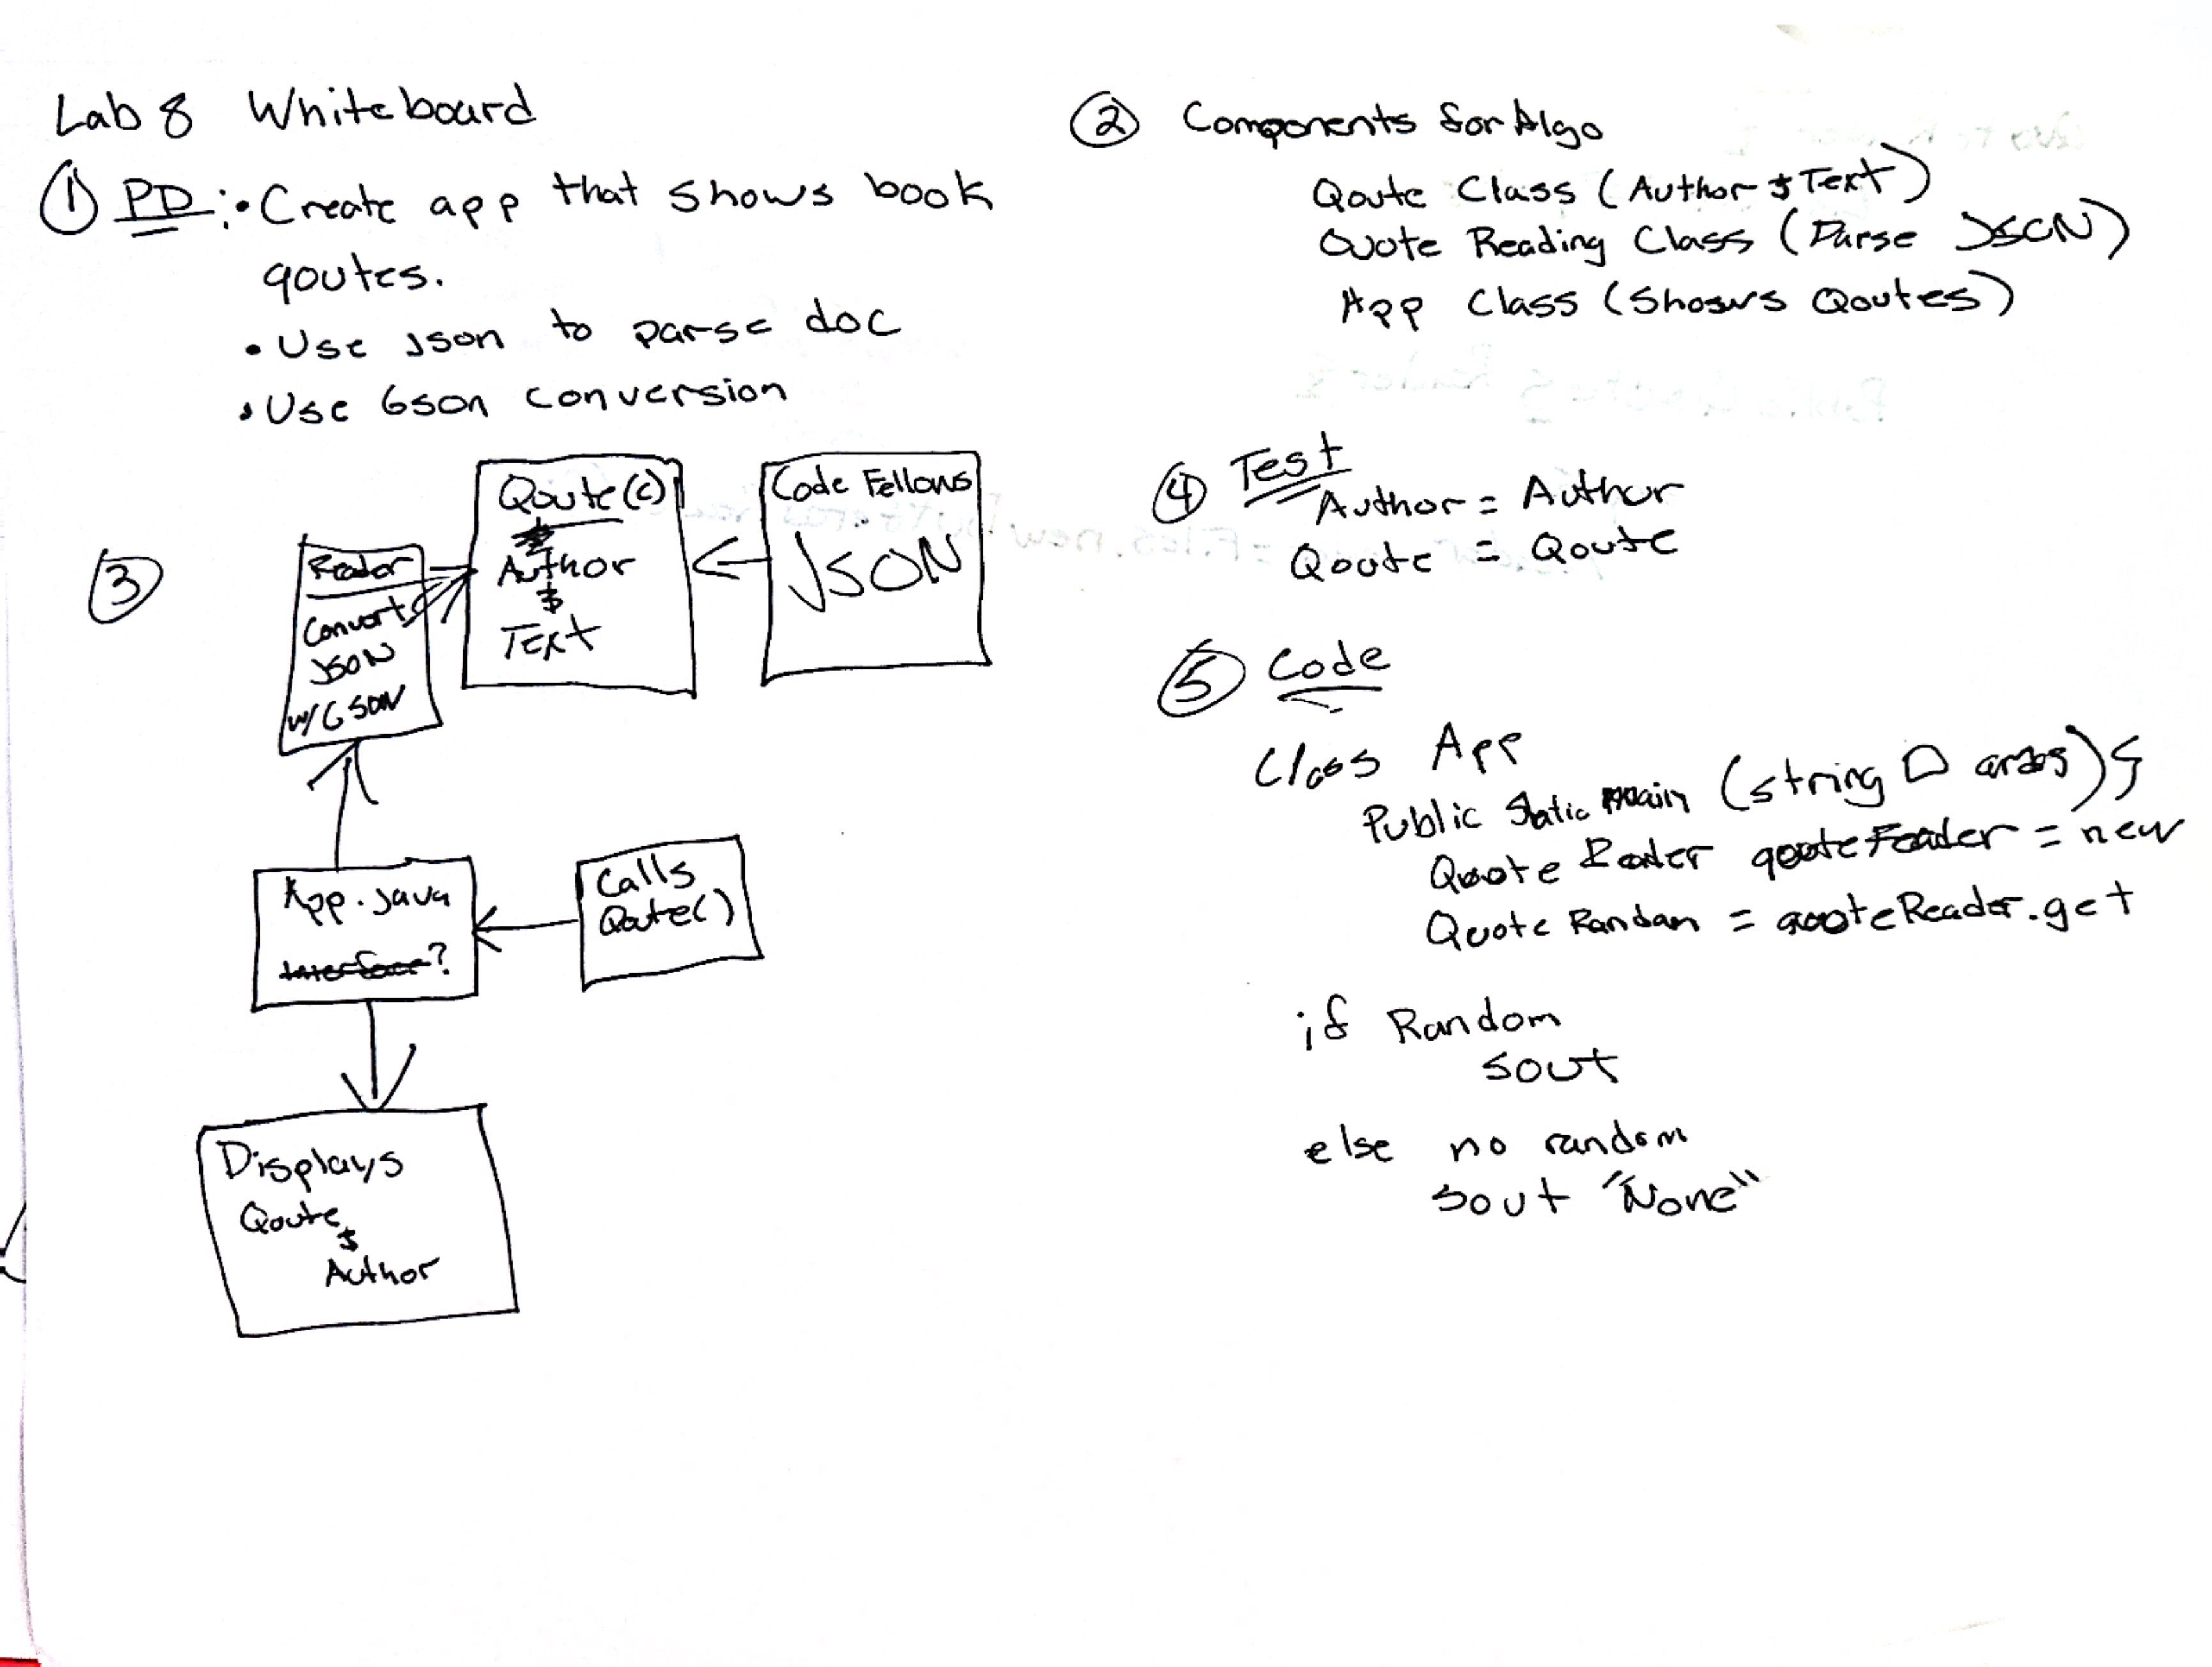 Lab 8 Whiteboard
① PD: • Create app that shows book
qoutes.
• Use Json to parse doc
• Use Gson conversion
② Components for Algo
Qoute Class (Author & Text)
Quote Reading Class (Parse JSON)
App Class (Shows Qoutes)
③
Reader
Convert
JSON
W/GSON
Qoute(c)
Author
&
Text
Code Fellows
JSON
App.java
Interface?
Calls
Qoute()
Displays
Qoute
&
Author
④ Test
Author = Author
Qoute = Qoute
⑤ Code
Class App
Public Static main (string [] args) {
Quote Reader quoteReader = new
Quote Random = quoteReader.get
if Random
sout
else no random
sout "None"